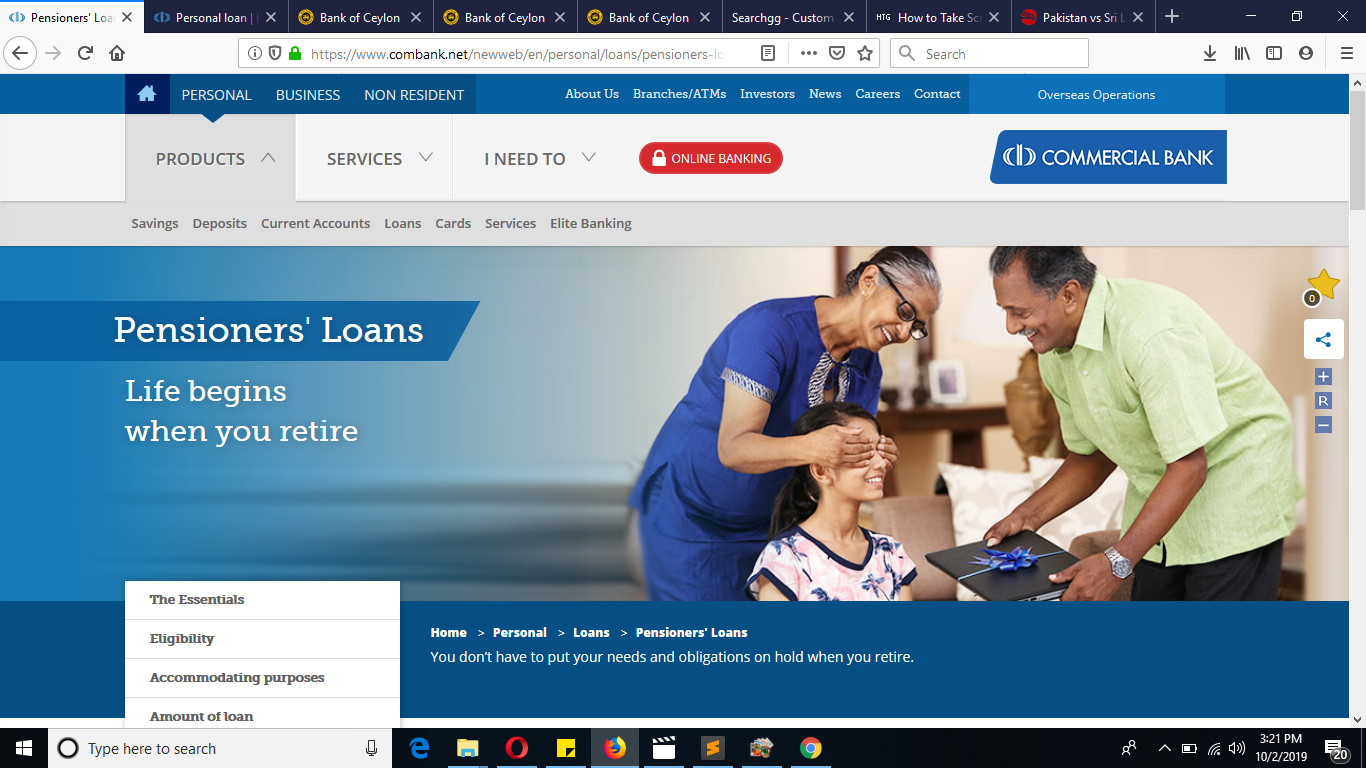 Pensioners' Loa
Personal loan |
Bank of Ceylon
Bank of Ceylon
Bank of Ceylon
Searchgg - Custom
HTG How to Take Sc
Pakistan vs Sri L
https://www.combank.net/newweb/en/personal/loans/pensioners-lo
Search
PERSONAL BUSINESS NON RESIDENT
About Us Branches/ATMs Investors News Careers Contact Overseas Operations
PRODUCTS SERVICES I NEED TO ONLINE BANKING
COMMERCIAL BANK
Savings Deposits Current Accounts Loans Cards Services Elite Banking
0
Pensioners' Loans
+
R
−
Life begins
when you retire
The Essentials
Eligibility
Accommodating purposes
Amount of loan
Home > Personal > Loans > Pensioners' Loans
You don't have to put your needs and obligations on hold when you retire.
Type here to search
3:21 PM
10/2/2019
20